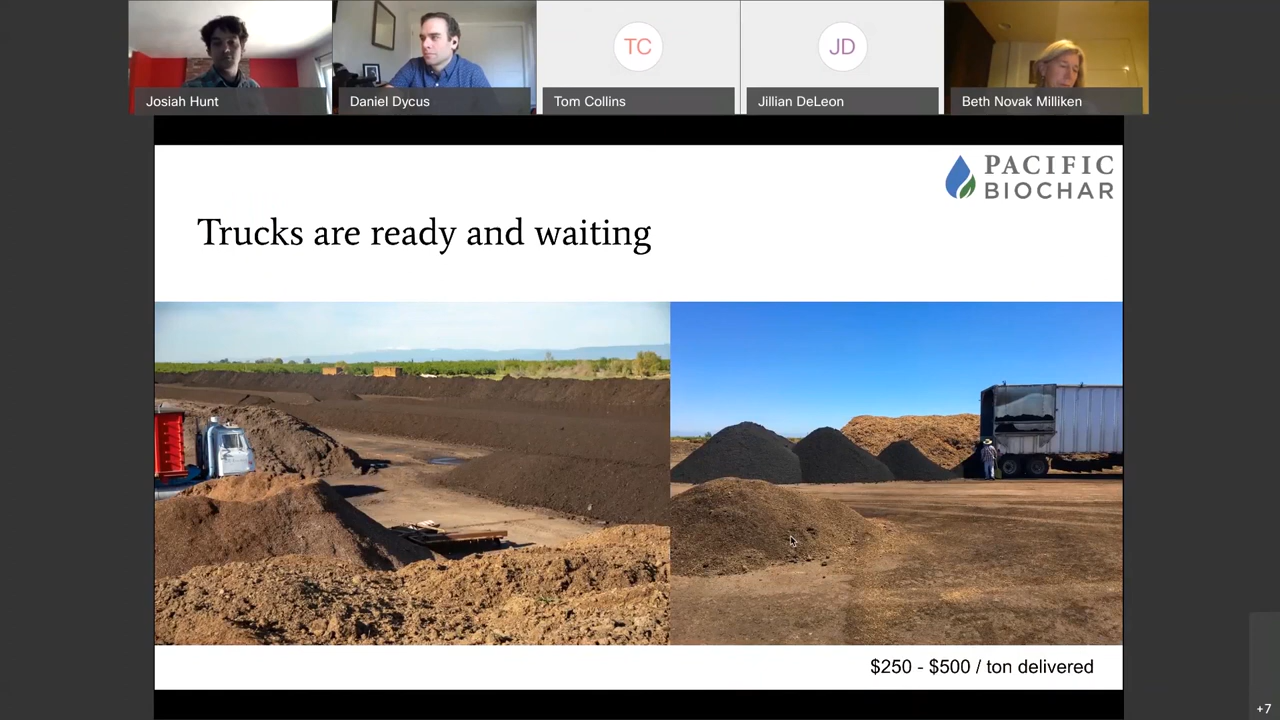 Josiah Hunt
Daniel Dycus
TC
Tom Collins
JD
Jillian DeLeon
Beth Novak Milliken
PACIFIC
BIOCHAR
Trucks are ready and waiting
$250 - $500 / ton delivered
+7